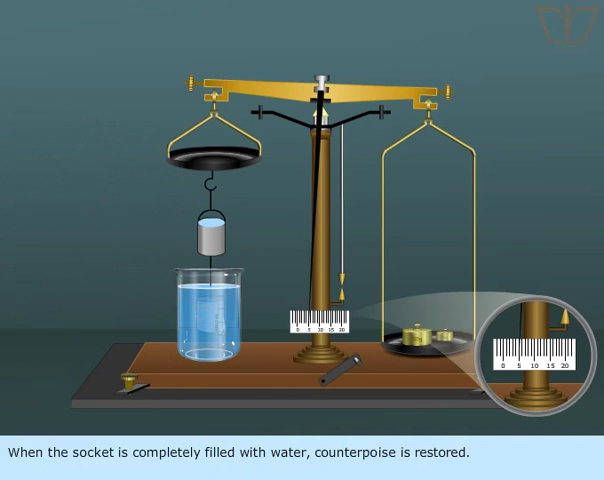 0 5 10 15 20
0 5 10 15 20
When the socket is completely filled with water, counterpoise is restored.